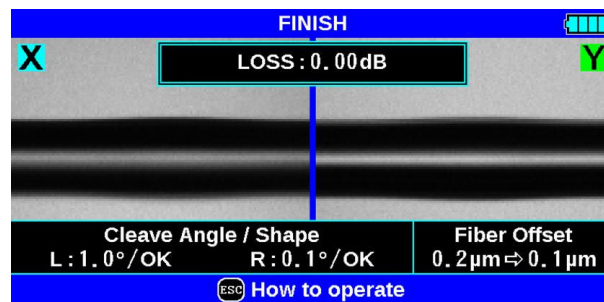 FINISH
X
LOSS:0.00dB
Y
Cleave Angle / Shape
L:1.0°/OK R:0.1°/OK
Fiber Offset
0.2µm⇨0.1µm
ESC How to operate